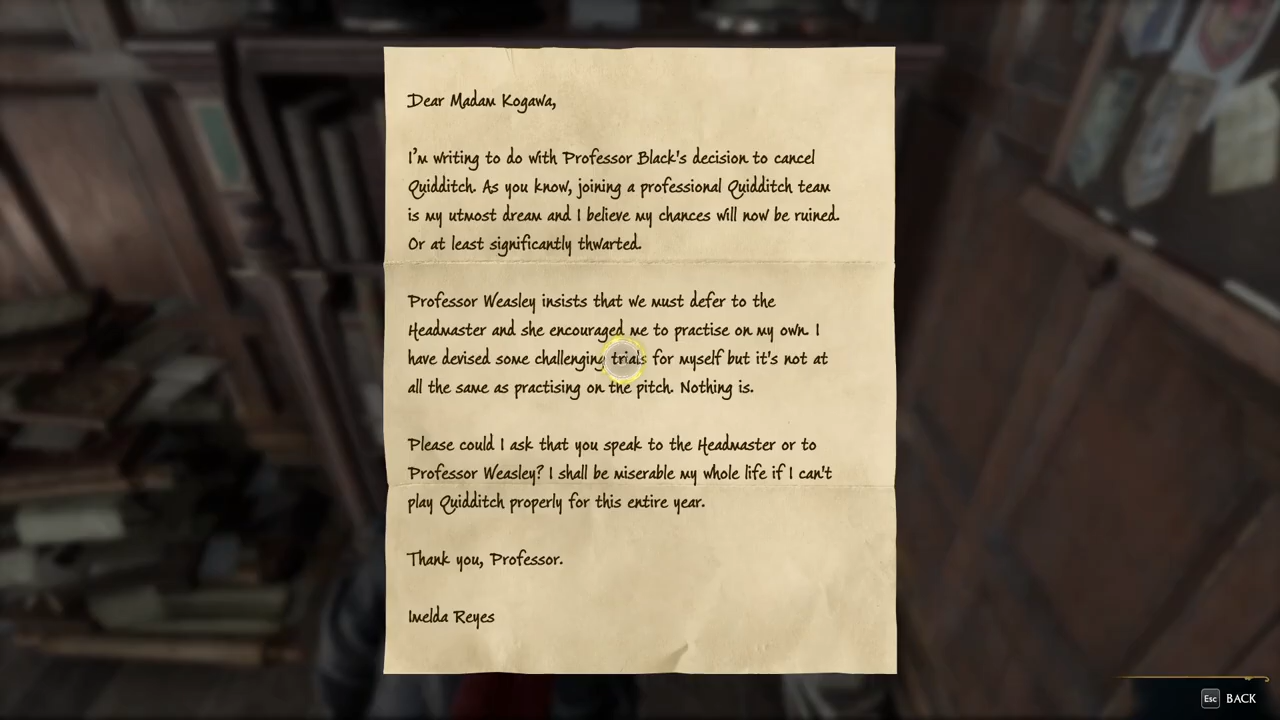 Dear Madam Kogawa,
I'm writing to do with Professor Black's decision to cancel
Quidditch. As you know, joining a professional Quidditch team
is my utmost dream and I believe my chances will now be ruined.
Or at least significantly thwarted.
Professor Weasley insists that we must defer to the
Headmaster and she encouraged me to practise on my own. I
have devised some challenging trials for myself but it's not at
all the same as practising on the pitch. Nothing is.
Please could I ask that you speak to the Headmaster or to
Professor Weasley? I shall be miserable my whole life if I can't
play Quidditch properly for this entire year.
Thank you, Professor.
Imelda Reyes
Esc BACK